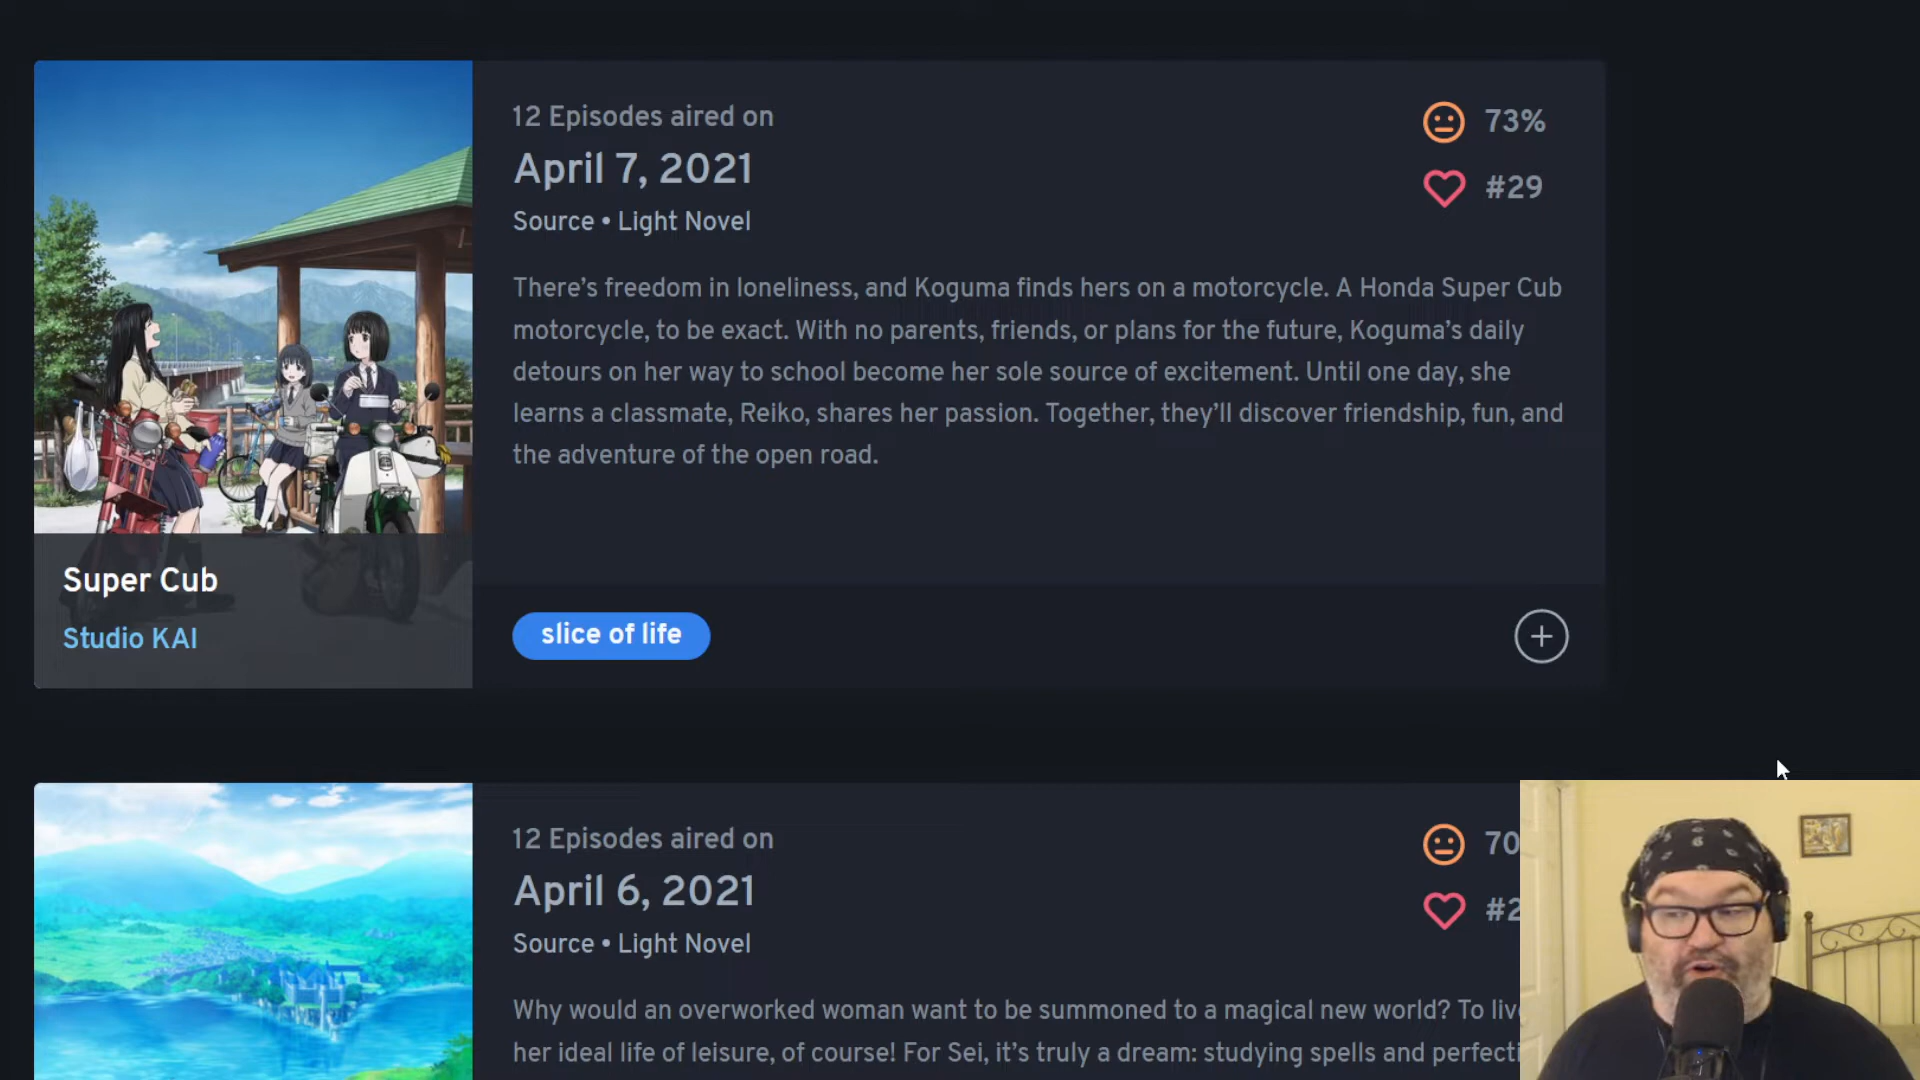 12 Episodes aired on
April 7, 2021
Source • Light Novel
73%
#29
There's freedom in loneliness, and Koguma finds hers on a motorcycle. A Honda Super Cub
motorcycle, to be exact. With no parents, friends, or plans for the future, Koguma's daily
detours on her way to school become her sole source of excitement. Until one day, she
learns a classmate, Reiko, shares her passion. Together, they'll discover friendship, fun, and
the adventure of the open road.
Super Cub
Studio KAI
slice of life
12 Episodes aired on
April 6, 2021
Source • Light Novel
70
#2
Why would an overworked woman want to be summoned to a magical new world? To
her ideal life of leisure, of course! For Sei, it's truly a dream: studying spells and